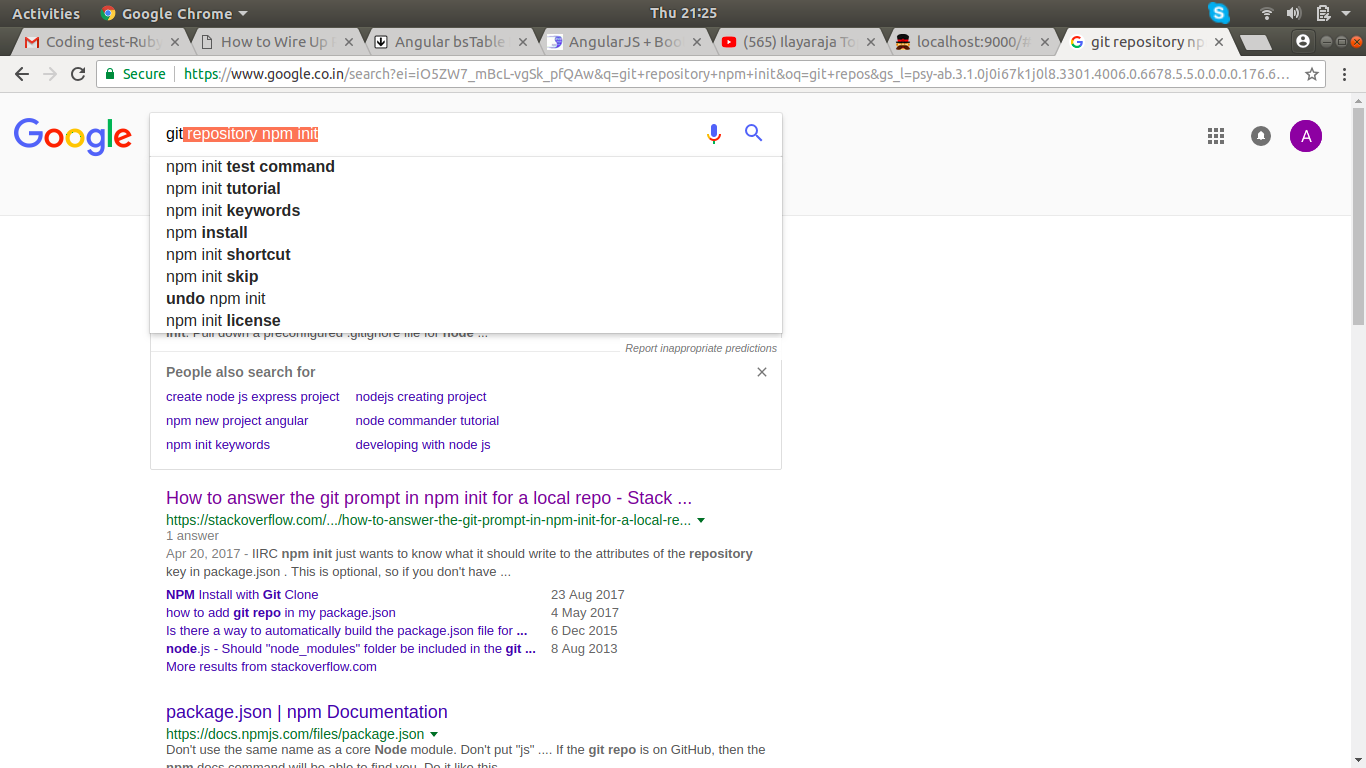 Activities Google Chrome Thu 21:25
Coding test-Ruby How to Wire Up Angular bsTable AngularJS + Boo (565) Ilayaraja To localhost:9000/# git repository np
Secure https://www.google.co.in/search?ei=iO5ZW7_mBcL-vgSk_pfQAw&q=git+repository+npm+init&oq=git+repos&gs_l=psy-ab.3.1.0j0i67k1j0l8.3301.4006.0.6678.5.5.0.0.0.0.176.6...
Google git repository npm init A
npm init test command
npm init tutorial
npm init keywords
npm install
npm init shortcut
npm init skip
undo npm init
npm init license
init. Pull down a preconfigured .gitignore file for node ...
Report inappropriate predictions
People also search for
create node js express project nodejs creating project
npm new project angular node commander tutorial
npm init keywords developing with node js
How to answer the git prompt in npm init for a local repo - Stack ...
https://stackoverflow.com/.../how-to-answer-the-git-prompt-in-npm-init-for-a-local-re...
1 answer
Apr 20, 2017 - IIRC npm init just wants to know what it should write to the attributes of the repository
key in package.json . This is optional, so if you don't have ...
NPM Install with Git Clone 23 Aug 2017
how to add git repo in my package.json 4 May 2017
Is there a way to automatically build the package.json file for ... 6 Dec 2015
node.js - Should "node_modules" folder be included in the git ... 8 Aug 2013
More results from stackoverflow.com
package.json | npm Documentation
https://docs.npmjs.com/files/package.json
Don't use the same name as a core Node module. Don't put "js" .... If the git repo is on GitHub, then the
npm docs command will be able to find you. Do it like this